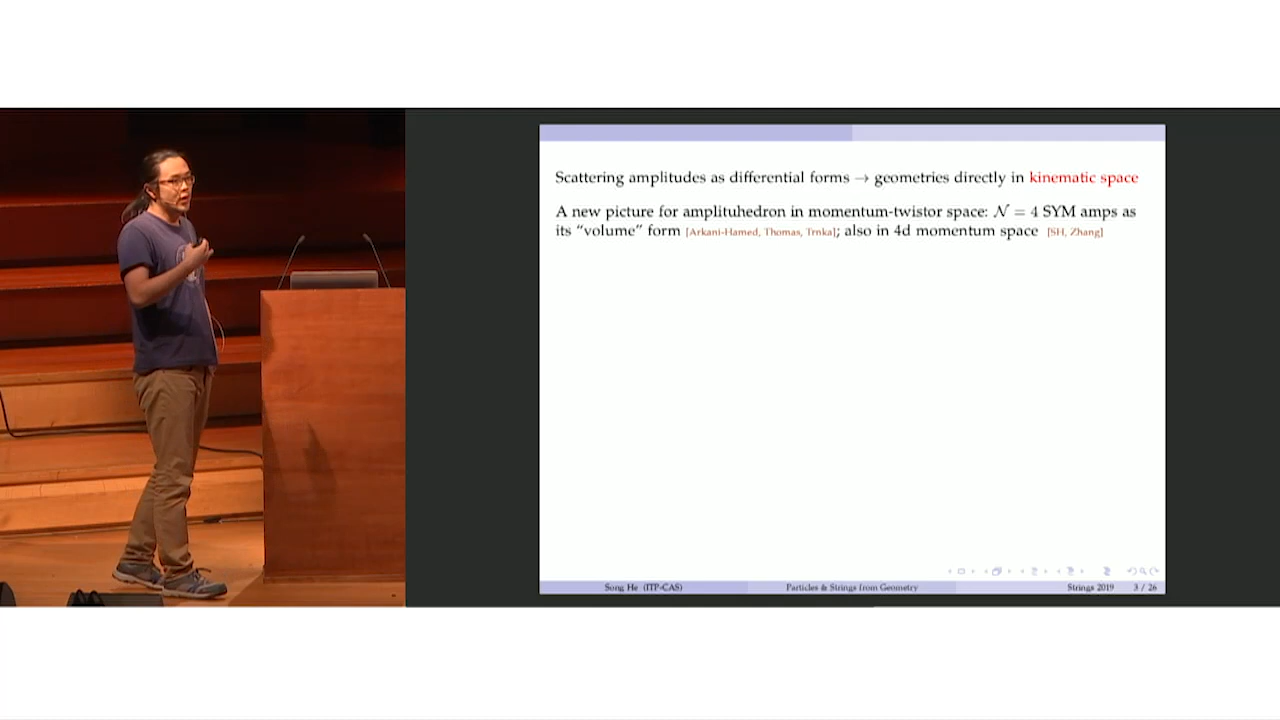 Scattering amplitudes as differential forms → geometries directly in kinematic space
A new picture for amplituhedron in momentum-twistor space: 𝒩 = 4 SYM amps as
its “volume” form [Arkani-Hamed, Thomas, Trnka]; also in 4d momentum space [SH, Zhang]
Song He (ITP-CAS) Particles & Strings from Geometry Strings 2019 3 / 26